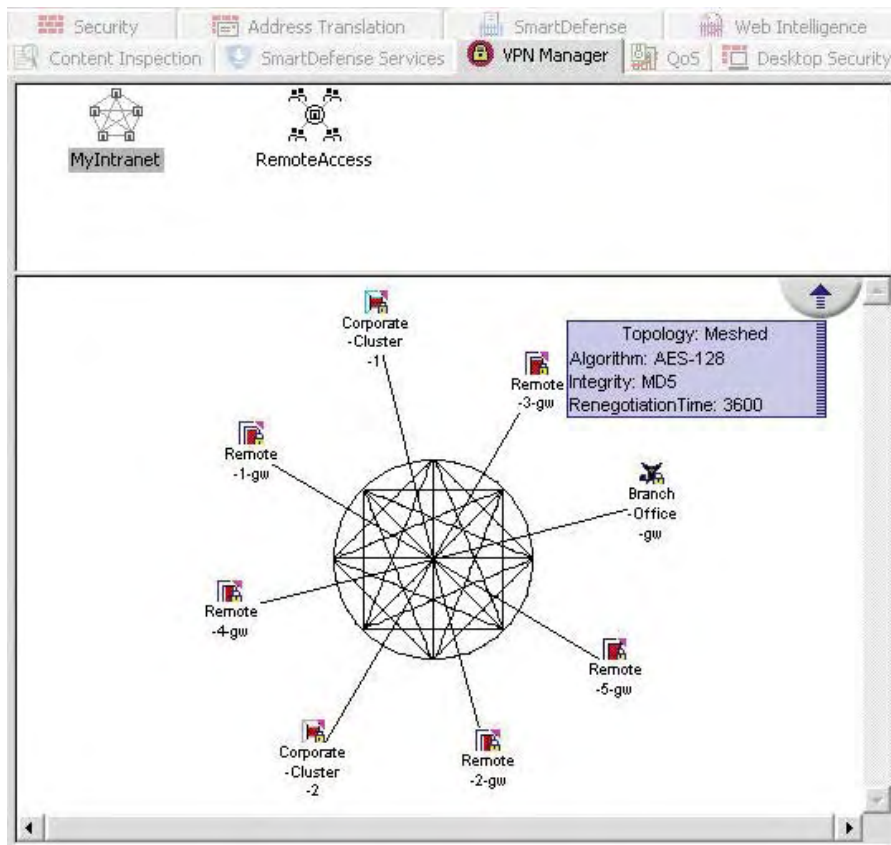 Security Address Translation SmartDefense Web Intelligence
Content Inspection SmartDefense Services VPN Manager QoS Desktop Security
MyIntranet RemoteAccess
Corporate
-Cluster
-1
Topology: Meshed
Algorithm: AES-128
Integrity: MD5
RenegotiationTime: 3600
Remote
-3-gw
Remote
-1-gw
Branch
-Office
-gw
Remote
-4-gw
Remote
-5-gw
Corporate
-Cluster
-2
Remote
-2-gw